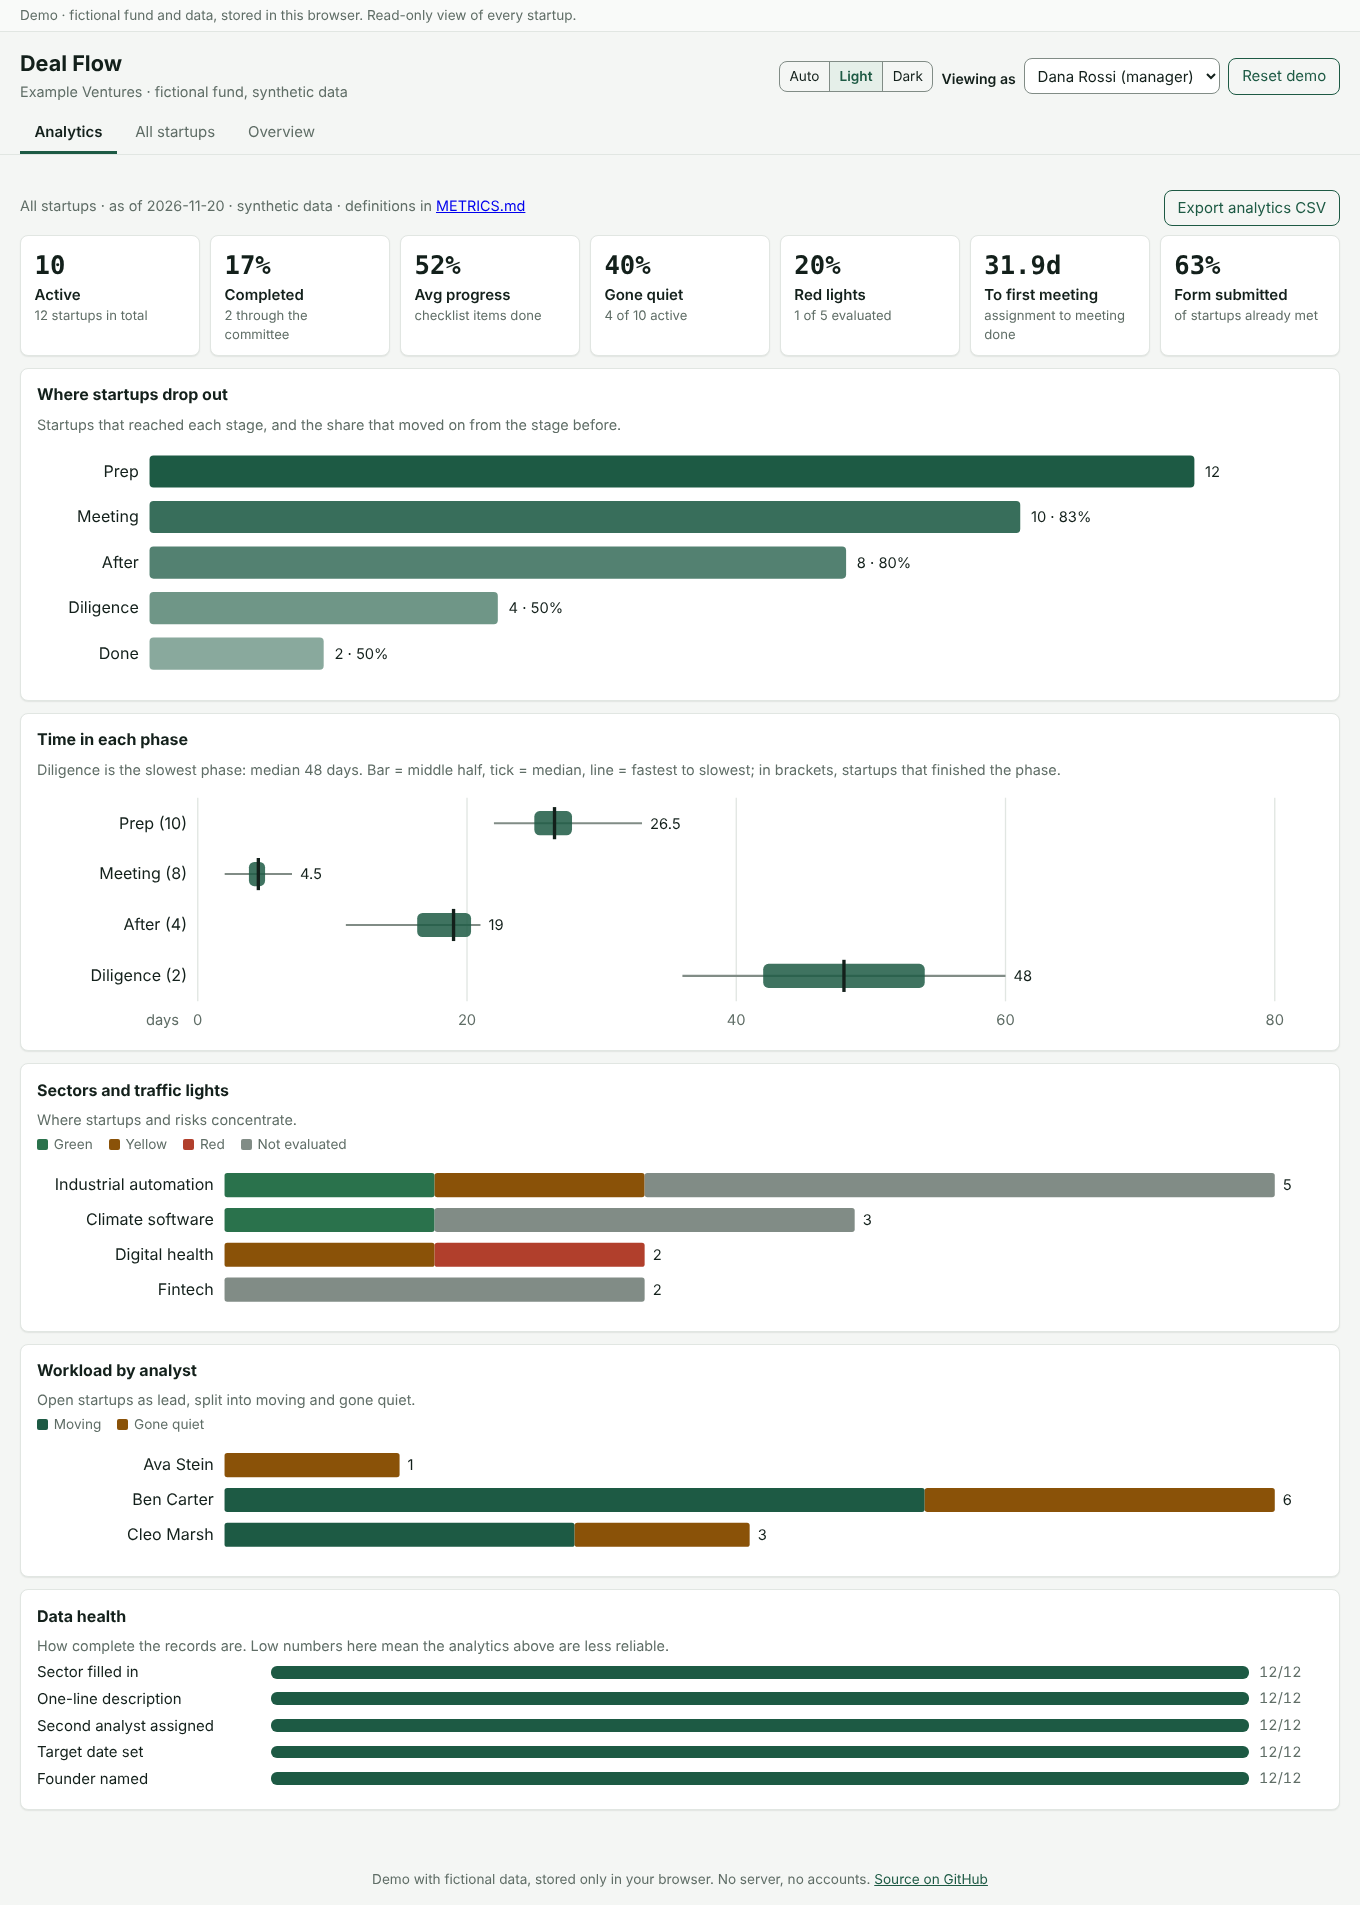 Demo · fictional fund and data, stored in this browser. Read-only view of every startup.
Deal Flow
Example Ventures · fictional fund, synthetic data
Auto Light Dark Viewing as Dana Rossi (manager) Reset demo
Analytics All startups Overview
All startups · as of 2026-11-20 · synthetic data · definitions in METRICS.md
Export analytics CSV
10
Active
12 startups in total
17%
Completed
2 through the
committee
52%
Avg progress
checklist items done
40%
Gone quiet
4 of 10 active
20%
Red lights
1 of 5 evaluated
31.9d
To first meeting
assignment to meeting
done
63%
Form submitted
of startups already met
Where startups drop out
Startups that reached each stage, and the share that moved on from the stage before.
Prep 12
Meeting 10 · 83%
After 8 · 80%
Diligence 4 · 50%
Done 2 · 50%
Time in each phase
Diligence is the slowest phase: median 48 days. Bar = middle half, tick = median, line = fastest to slowest; in brackets, startups that finished the phase.
Prep (10) 26.5
Meeting (8) 4.5
After (4) 19
Diligence (2) 48
days 0 20 40 60 80
Sectors and traffic lights
Where startups and risks concentrate.
Green Yellow Red Not evaluated
Industrial automation 5
Climate software 3
Digital health 2
Fintech 2
Workload by analyst
Open startups as lead, split into moving and gone quiet.
Moving Gone quiet
Ava Stein 1
Ben Carter 6
Cleo Marsh 3
Data health
How complete the records are. Low numbers here mean the analytics above are less reliable.
Sector filled in 12/12
One-line description 12/12
Second analyst assigned 12/12
Target date set 12/12
Founder named 12/12
Demo with fictional data, stored only in your browser. No server, no accounts. Source on GitHub